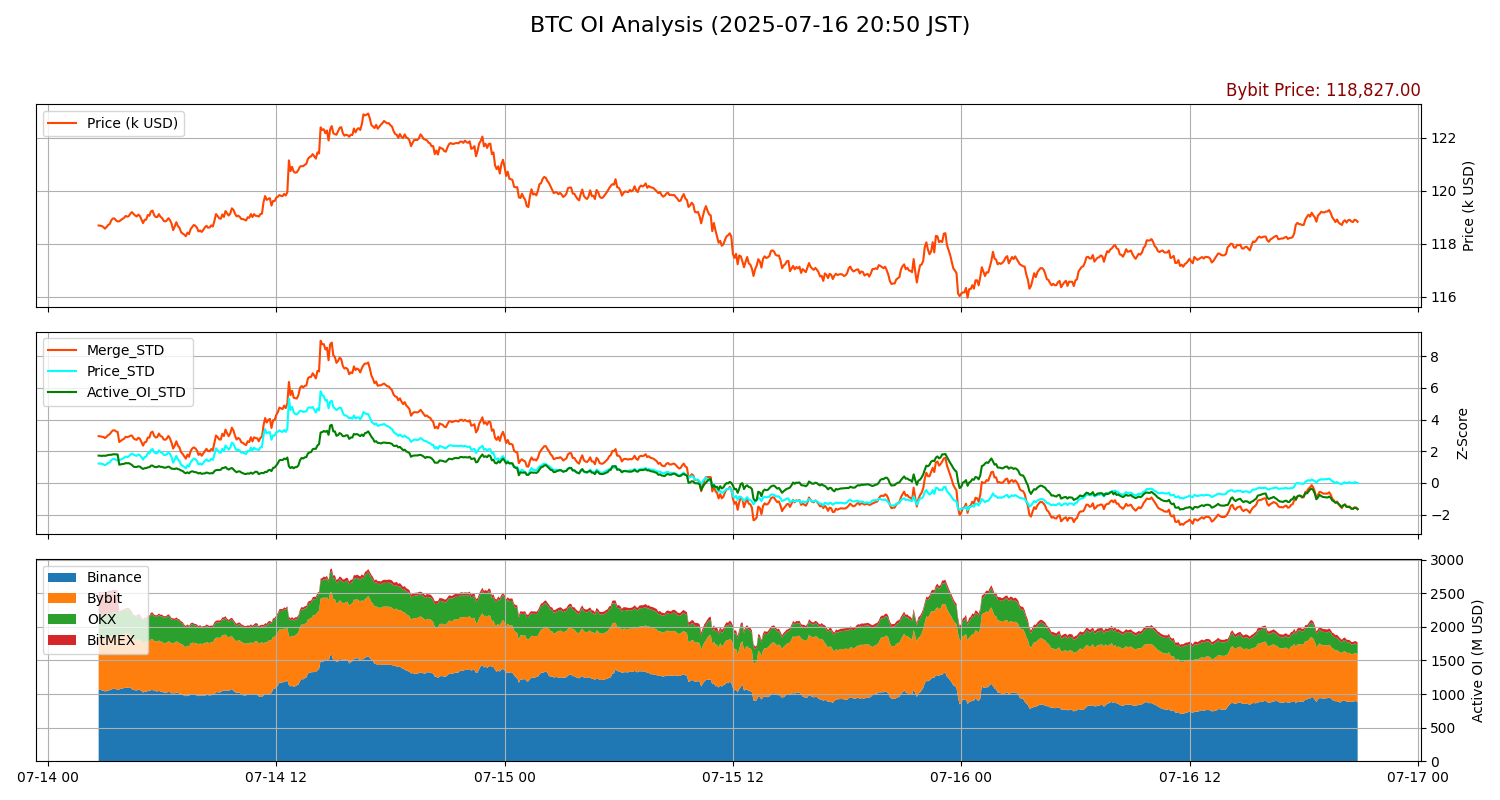 BTC OI Analysis (2025-07-16 20:50 JST)
Bybit Price: 118,827.00
Price (k USD)
122
120
118
116
Price (k USD)
Merge_STD
Price_STD
Active_OI_STD
8
6
4
2
0
−2
Z-Score
Binance
Bybit
OKX
BitMEX
3000
2500
2000
1500
1000
500
0
Active OI (M USD)
07-14 00
07-14 12
07-15 00
07-15 12
07-16 00
07-16 12
07-17 00